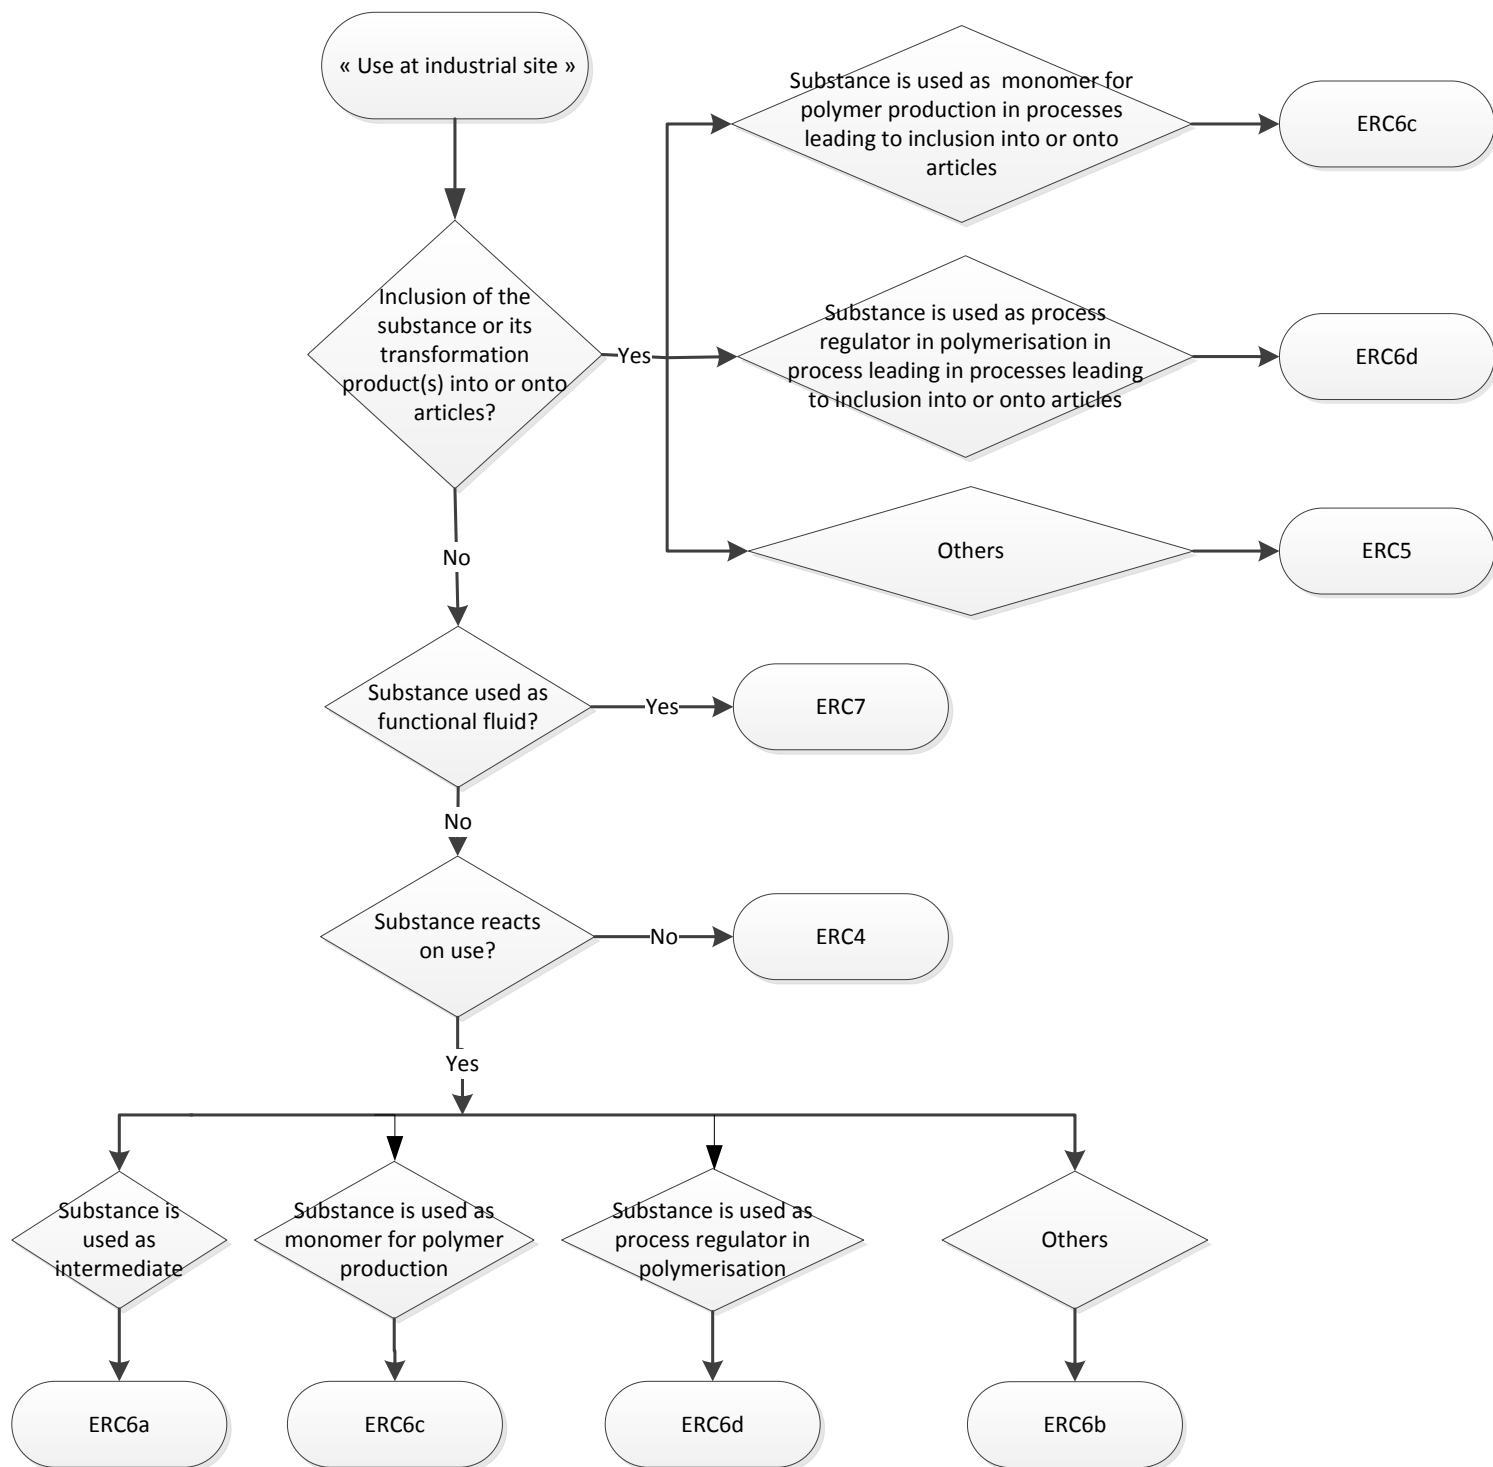 « Use at industrial site »
Substance is used as  monomer for
polymer production in processes
leading to inclusion into or onto
articles
ERC6c
Inclusion of the
substance or its
transformation
product(s) into or onto
articles?
Yes
Substance is used as process
regulator in polymerisation in
process leading in processes leading
to inclusion into or onto articles
ERC6d
Others
ERC5
No
Substance used as
functional fluid?
Yes
ERC7
No
Substance reacts
on use?
No
ERC4
Yes
Substance is
used as
intermediate
Substance is used as
monomer for polymer
production
Substance is used as
process regulator in
polymerisation
Others
ERC6a
ERC6c
ERC6d
ERC6b